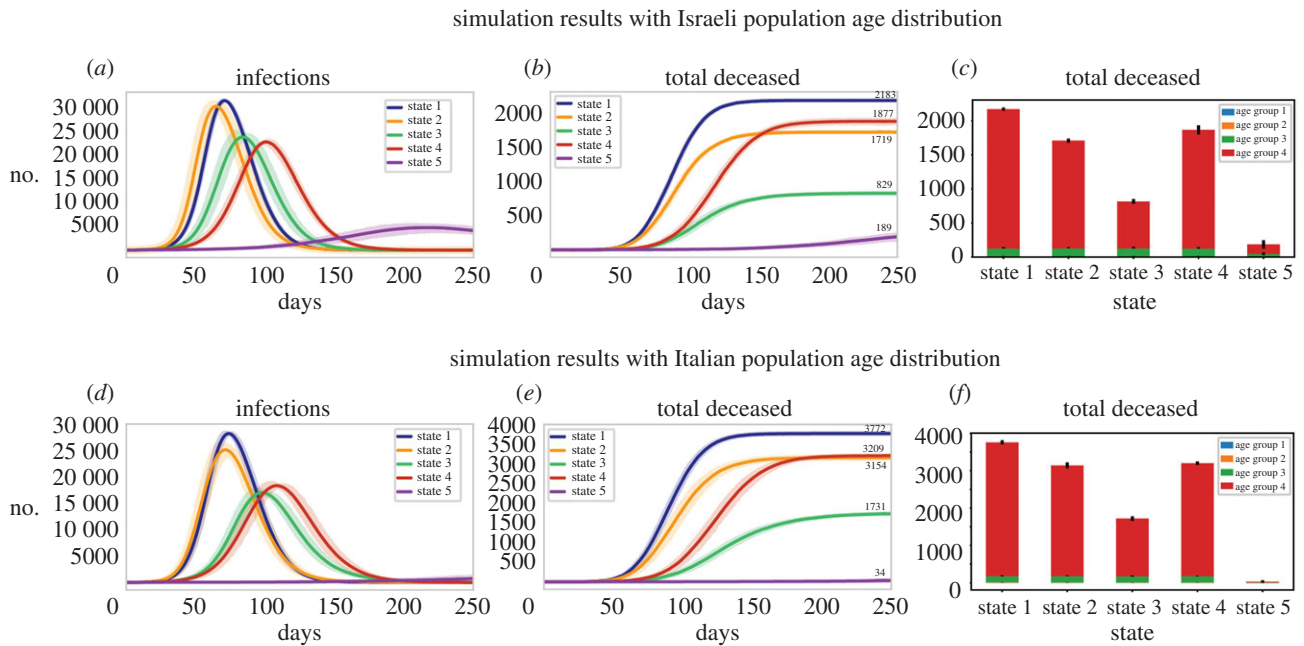 simulation results with Israeli population age distribution
(a)
infections
30 000
25 000
20 000
15 000
10 000
5000
no.
state 1
state 2
state 3
state 4
state 5
0 50 100 150 200 250
days
(b)
total deceased
2000
1500
1000
500
state 1
state 2
state 3
state 4
state 5
2183
1877
1719
829
189
0 50 100 150 200 250
days
(c)
total deceased
2000
1500
1000
500
0
age group 1
age group 2
age group 3
age group 4
state 1 state 2 state 3 state 4 state 5
state
simulation results with Italian population age distribution
(d)
infections
30 000
25 000
20 000
15 000
10 000
5000
no.
state 1
state 2
state 3
state 4
state 5
0 50 100 150 200 250
days
(e)
total deceased
4000
3500
3000
2500
2000
1500
1000
500
state 1
state 2
state 3
state 4
state 5
3772
3209
3154
1731
34
0 50 100 150 200 250
days
(f)
total deceased
4000
3000
2000
1000
0
age group 1
age group 2
age group 3
age group 4
state 1 state 2 state 3 state 4 state 5
state